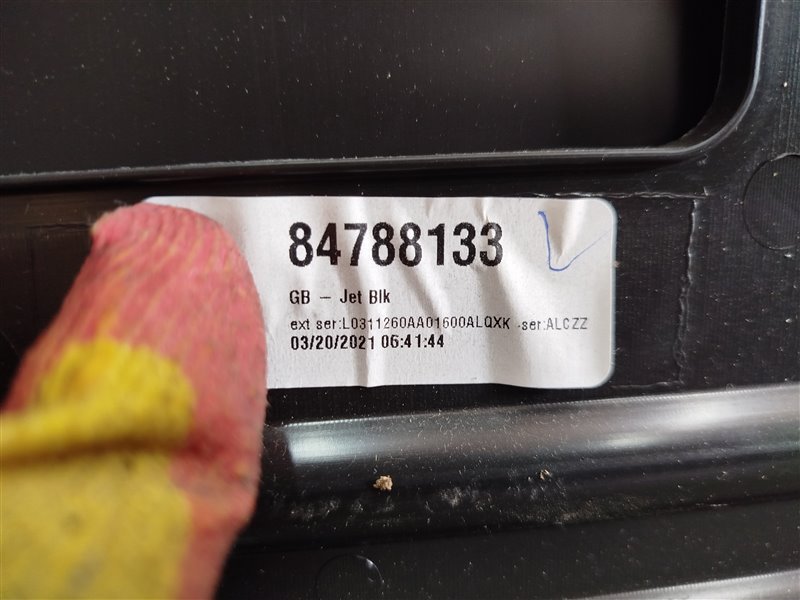 84788133
GB – Jet Blk
ext ser:L0311260AA01600ALQXK -ser:ALCZZ
03/20/2021 06:41:44